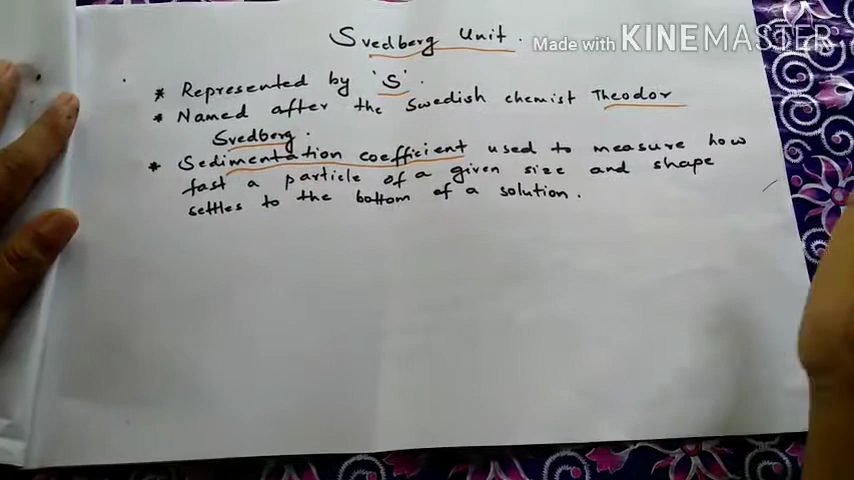 Svedberg Unit.
Made with KINEMASTER
* Represented by 'S'.
* Named after the Swedish chemist Theodor
Svedberg.
* Sedimentation coefficient used to measure how
fast a particle of a given size and shape
settles to the bottom of a solution.